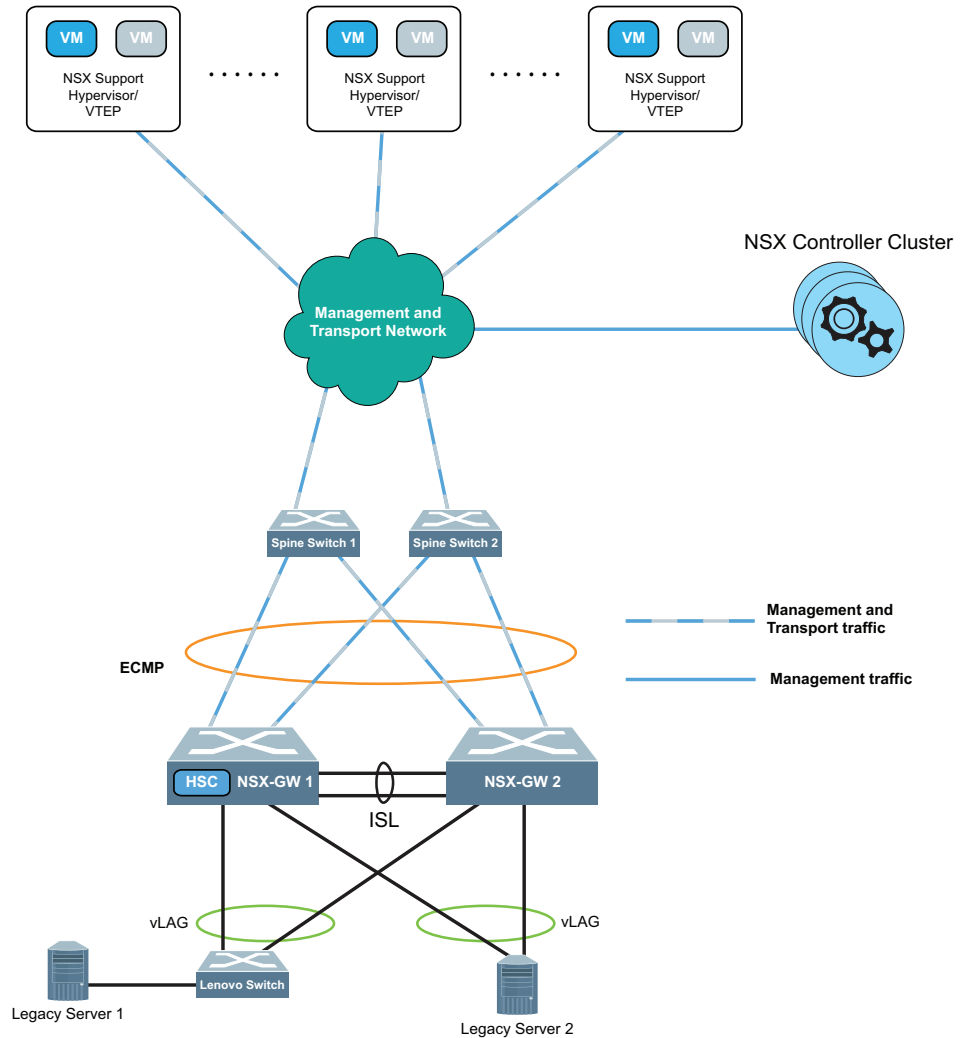 VM VM
NSX Support
Hypervisor/
VTEP
VM VM
NSX Support
Hypervisor/
VTEP
VM VM
NSX Support
Hypervisor/
VTEP
NSX Controller Cluster
Management and
Transport Network
Spine Switch 1
Spine Switch 2
Management and
Transport traffic
ECMP
Management traffic
HSC NSX-GW 1
NSX-GW 2
ISL
vLAG
vLAG
Lenovo Switch
Legacy Server 1
Legacy Server 2